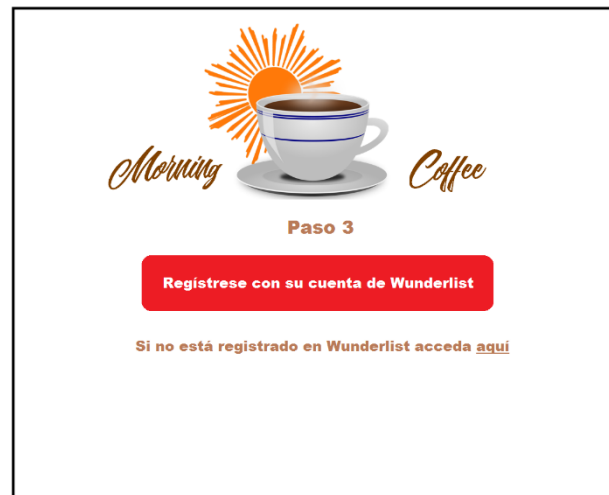 Morning Coffee
Paso 3
Regístrese con su cuenta de Wunderlist
Si no está registrado en Wunderlist acceda aquí